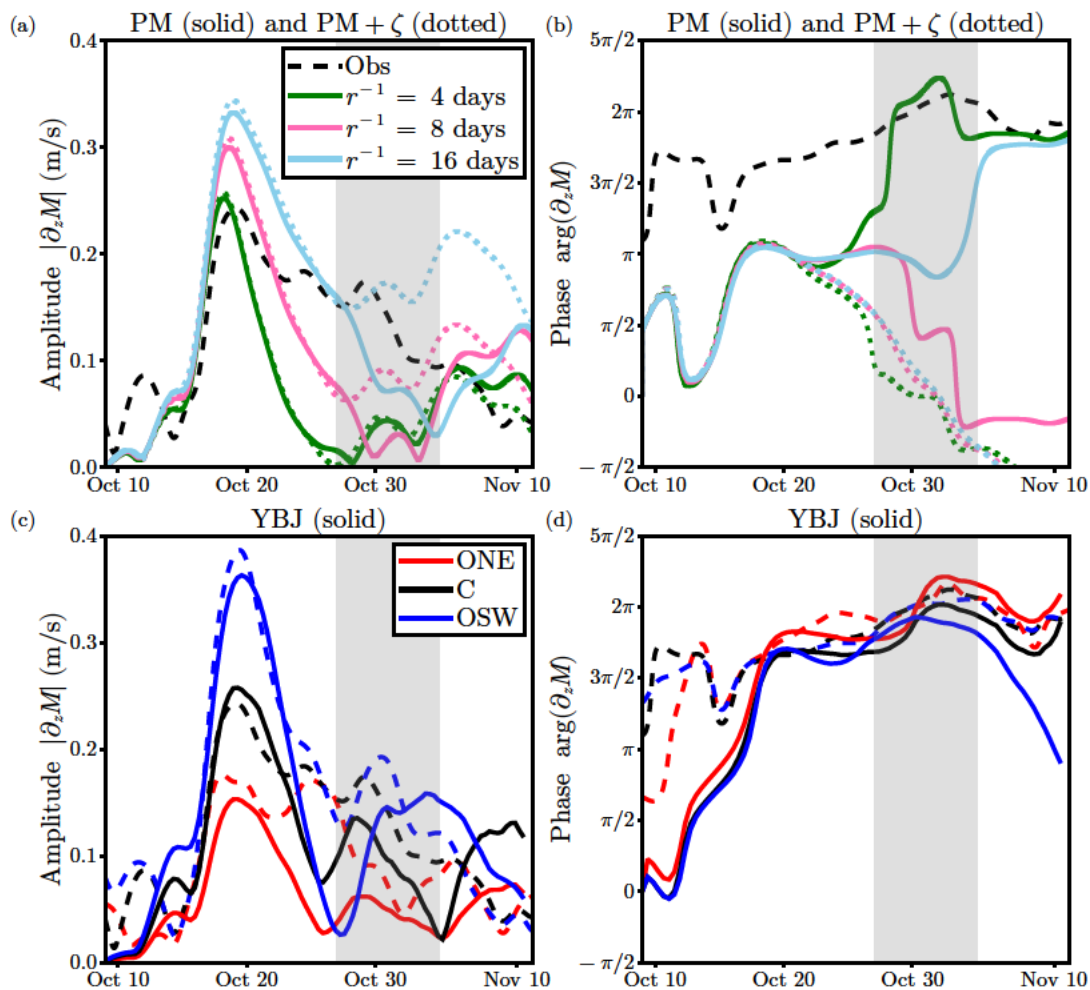 (a) PM (solid) and PM + ζ (dotted)
0.4
0.3
0.2
0.1
0.0
Amplitude |∂zM| (m/s)
Obs
r⁻¹ = 4 days
r⁻¹ = 8 days
r⁻¹ = 16 days
Oct 10 Oct 20 Oct 30 Nov 10
(b) PM (solid) and PM + ζ (dotted)
5π/2
2π
3π/2
π
π/2
0
− π/2
Phase arg(∂zM)
Oct 10 Oct 20 Oct 30 Nov 10
(c) YBJ (solid)
0.4
0.3
0.2
0.1
0.0
Amplitude |∂zM| (m/s)
ONE
C
OSW
Oct 10 Oct 20 Oct 30 Nov 10
(d) YBJ (solid)
5π/2
2π
3π/2
π
π/2
0
− π/2
Phase arg(∂zM)
Oct 10 Oct 20 Oct 30 Nov 10